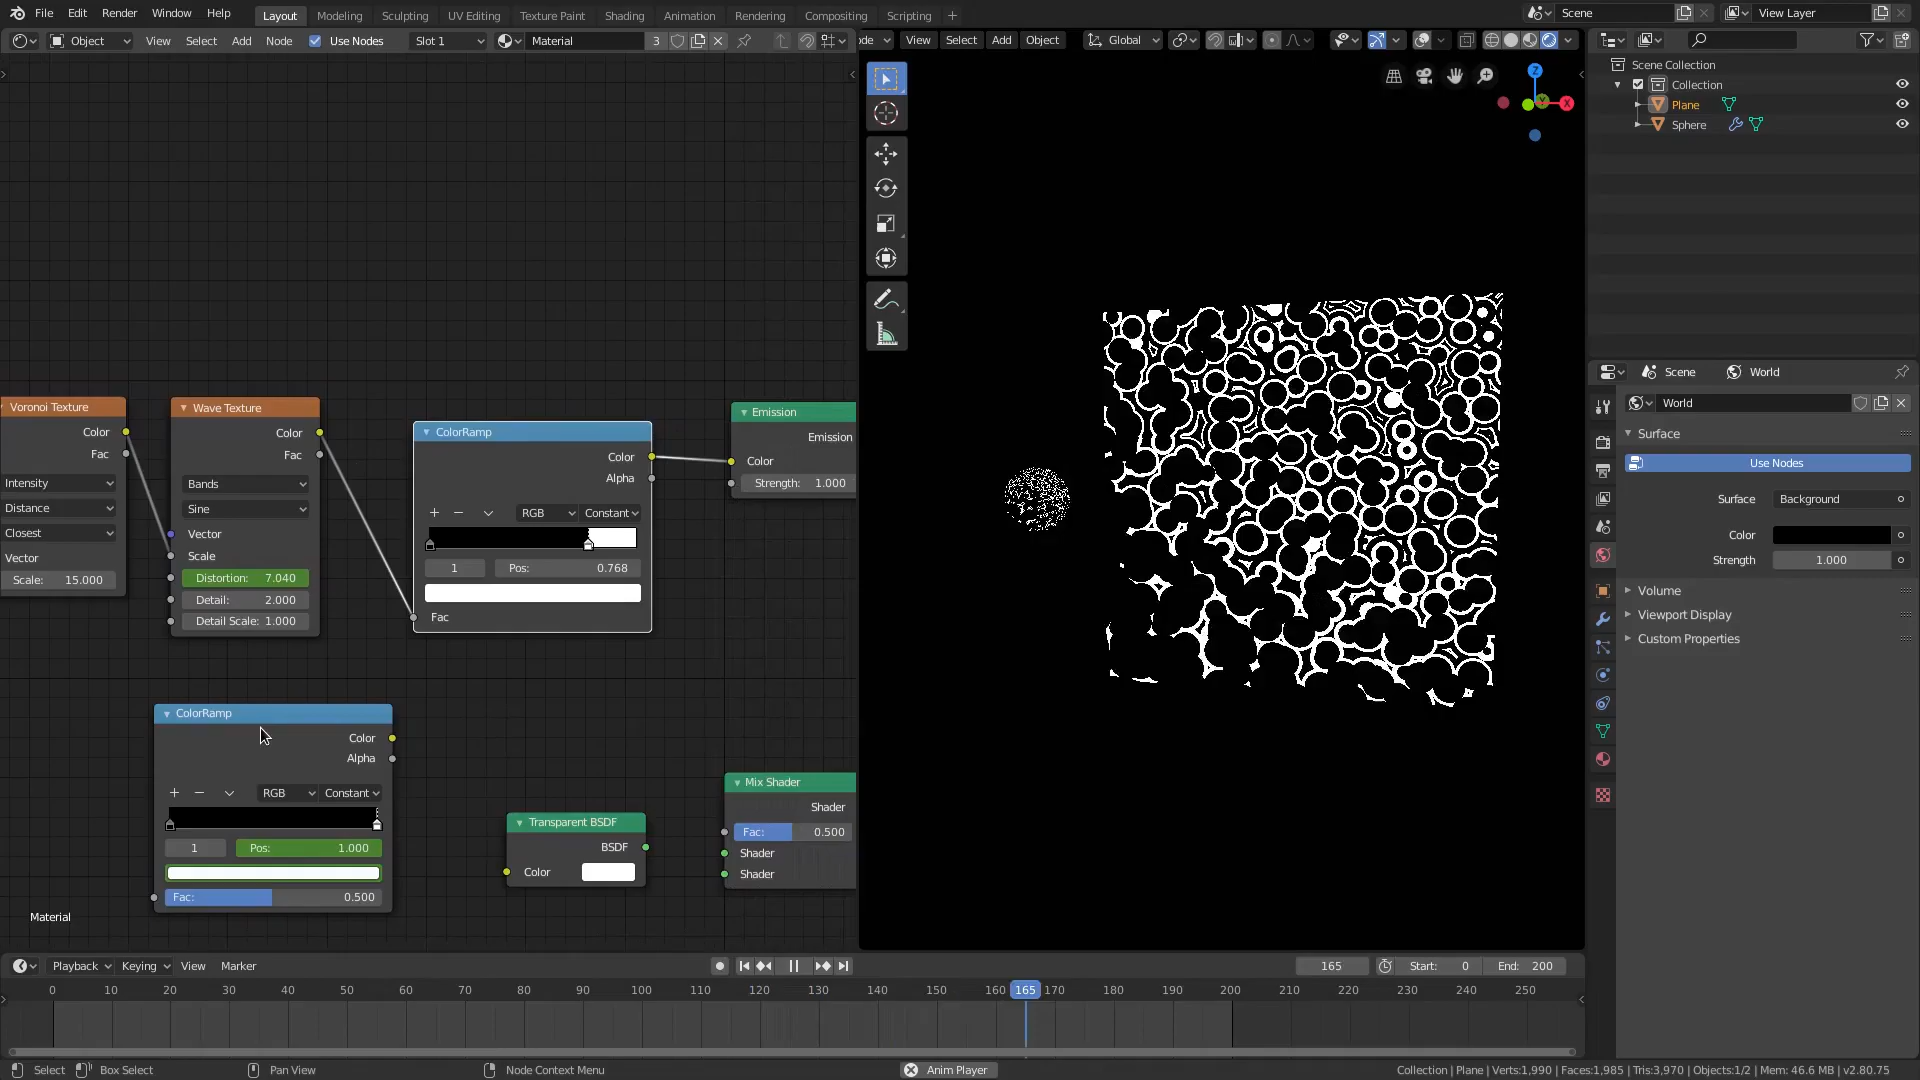 File Edit Render Window Help Layout Modeling Sculpting UV Editing Texture Paint Shading Animation Rendering Compositing Scripting + Scene View Layer
Object View Select Add Node Use Nodes Slot 1 Material 3 ode View Select Add Object Global
Scene Collection
Collection
Plane
Sphere
Scene World
World
Surface
Use Nodes
Surface Background
Color
Strength 1.000
Volume
Viewport Display
Custom Properties
Z
Y
X
Voronoi Texture
Color
Fac
Intensity
Distance
Closest
Vector
Scale: 15.000
Wave Texture
Color
Fac
Bands
Sine
Vector
Scale
Distortion: 7.040
Detail: 2.000
Detail Scale: 1.000
ColorRamp
Color
Alpha
RGB Constant
1 Pos: 0.768
Fac
Emission
Emission
Color
Strength: 1.000
ColorRamp
Color
Alpha
RGB Constant
1 Pos: 1.000
Fac: 0.500
Transparent BSDF
BSDF
Color
Mix Shader
Shader
Fac: 0.500
Shader
Shader
Material
Playback Keying View Marker 165 Start: 0 End: 200
0 10 20 30 40 50 60 70 80 90 100 110 120 130 140 150 160 165 170 180 190 200 210 220 230 240 250
Select Box Select Pan View Node Context Menu Anim Player Collection | Plane | Verts:1,990 | Faces:1,985 | Tris:3,970 | Objects:1/2 | Mem: 46.6 MB | v2.80.75